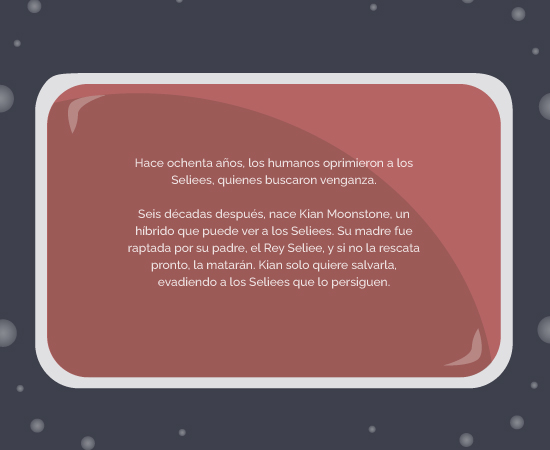 Hace ochenta años, los humanos oprimieron a los
Seliees, quienes buscaron venganza.
Seis décadas después, nace Kian Moonstone, un
híbrido que puede ver a los Seliees. Su madre fue
raptada por su padre, el Rey Seliee, y si no la rescata
pronto, la matarán. Kian solo quiere salvarla,
evadiendo a los Seliees que lo persiguen.